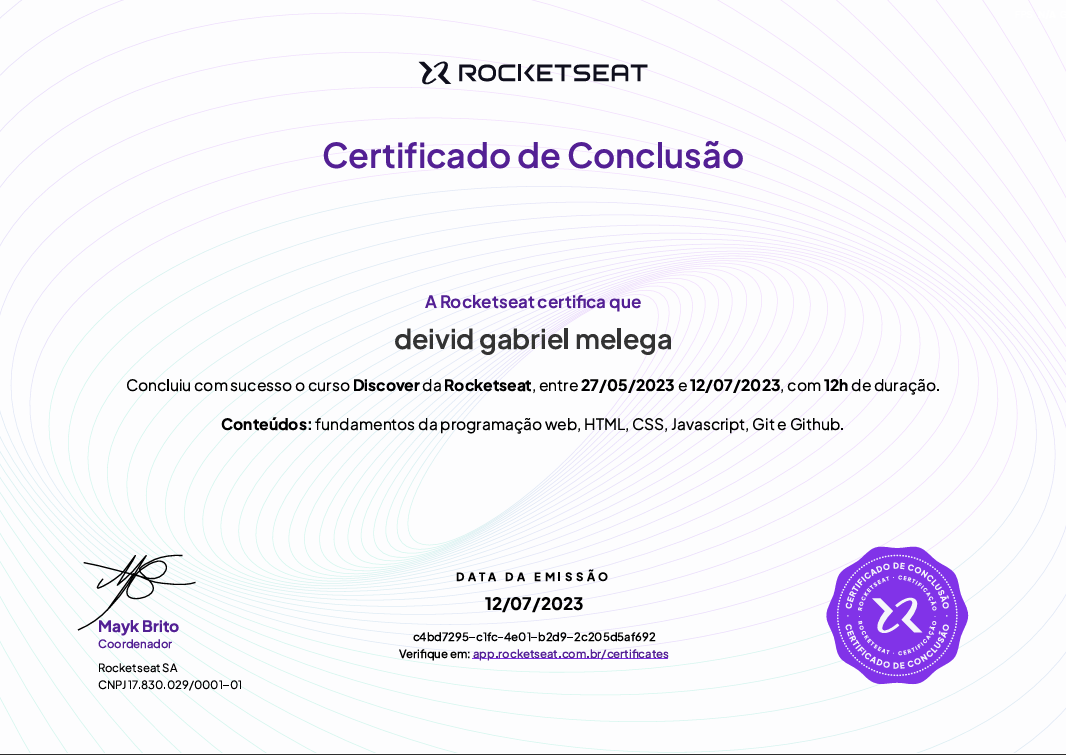 ROCKETSEAT
Certificado de Conclusão
A Rocketseat certifica que
deivid gabriel melega
Concluiu com sucesso o curso Discover da Rocketseat, entre 27/05/2023 e 12/07/2023, com 12h de duração.
Conteúdos: fundamentos da programação web, HTML, CSS, Javascript, Git e Github.
Mayk Brito
Coordenador
Rocketseat SA
CNPJ 17.830.029/0001-01
DATA DA EMISSÃO
12/07/2023
c4bd7295-c1fc-4e01-b2d9-2c205d5af692
Verifique em: app.rocketseat.com.br/certificates
CERTIFICADO DE CONCLUSÃO
ROCKETSEAT · CERTIFICAÇÃO
ROCKETSEAT · CERTIFICAÇÃO
CERTIFICADO DE CONCLUSÃO